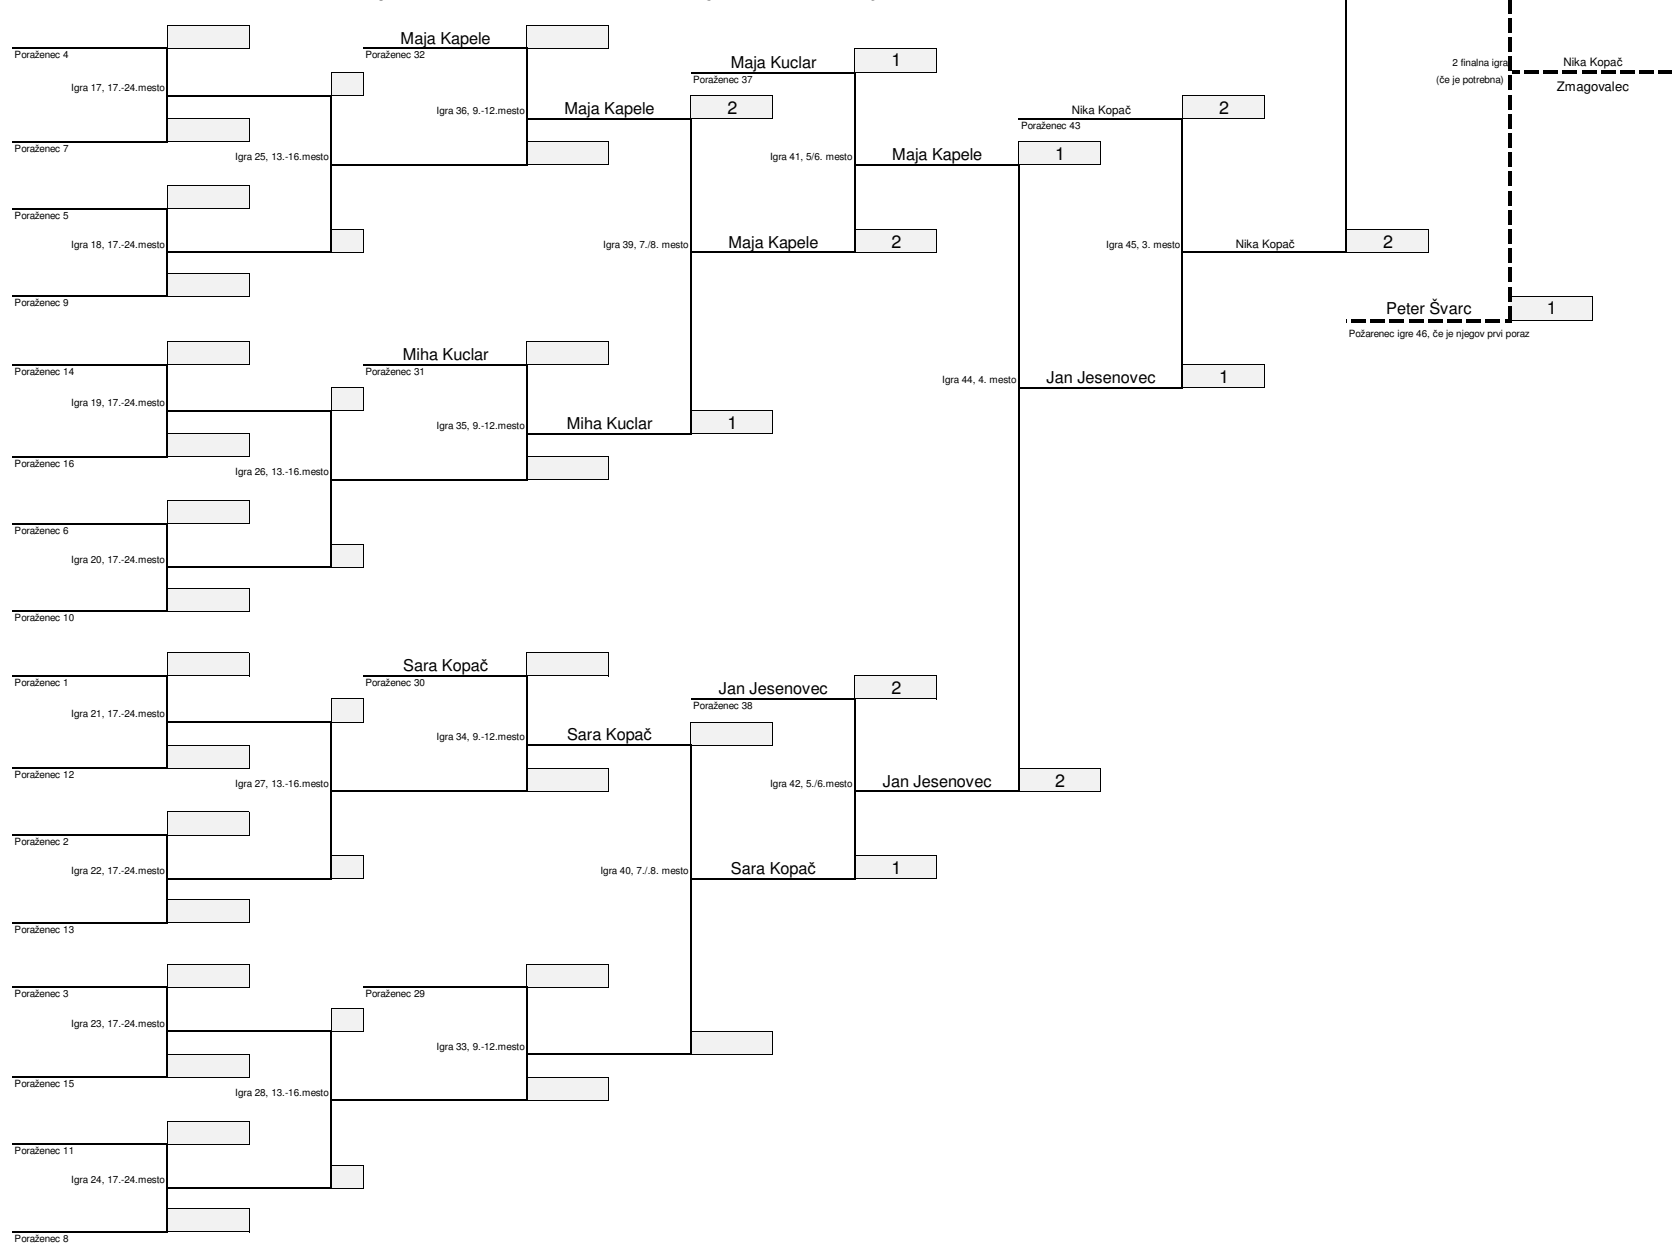 Poraženec 4
Igra 17, 17.-24.mesto
Poraženec 7
Igra 25, 13.-16.mesto
Poraženec 5
Igra 18, 17.-24.mesto
Poraženec 9
Maja Kapele
Poraženec 32
Igra 36, 9.-12.mesto
Maja Kapele
2
Maja Kuclar
1
Poraženec 37
Igra 41, 5/6. mesto
Maja Kapele
1
Igra 39, 7./8. mesto
Maja Kapele
2
Nika Kopač
2
Poraženec 43
Igra 45, 3. mesto
Nika Kopač
2
2 finalna igra
(če je potrebna)
Nika Kopač
Zmagovalec
Peter Švarc
1
Požarenec igre 46, če je njegov prvi poraz
Poraženec 14
Igra 19, 17.-24.mesto
Poraženec 16
Igra 26, 13.-16.mesto
Poraženec 6
Igra 20, 17.-24.mesto
Poraženec 10
Miha Kuclar
Poraženec 31
Igra 35, 9.-12.mesto
Miha Kuclar
1
Igra 44, 4. mesto
Jan Jesenovec
1
Poraženec 1
Igra 21, 17.-24.mesto
Poraženec 12
Igra 27, 13.-16.mesto
Poraženec 2
Igra 22, 17.-24.mesto
Poraženec 13
Sara Kopač
Poraženec 30
Igra 34, 9.-12.mesto
Sara Kopač
Jan Jesenovec
2
Poraženec 38
Igra 42, 5./6.mesto
Jan Jesenovec
2
Igra 40, 7./.8. mesto
Sara Kopač
1
Poraženec 3
Igra 23, 17.-24.mesto
Poraženec 15
Igra 28, 13.-16.mesto
Poraženec 11
Igra 24, 17.-24.mesto
Poraženec 8
Poraženec 29
Igra 33, 9.-12.mesto